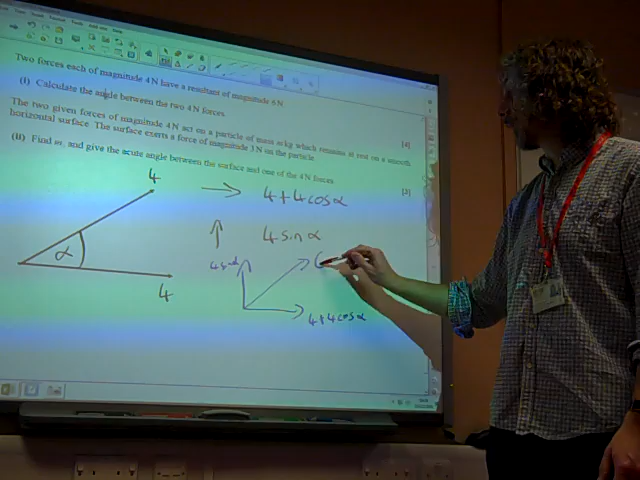 Two forces each of magnitude 4 N have a resultant of magnitude 6 N
(i) Calculate the angle between the two 4 N forces. [4]
The two given forces of magnitude 4 N act on a particle of mass m kg which remains at rest on a smooth
horizontal surface. The surface exerts a force of magnitude 3 N on the particle
(ii) Find m, and give the acute angle between the surface and one of the 4 N forces [2]
4
→ 4+4cosα
α
↑ 4 sin α
4
4sinα
6
4+4cosα